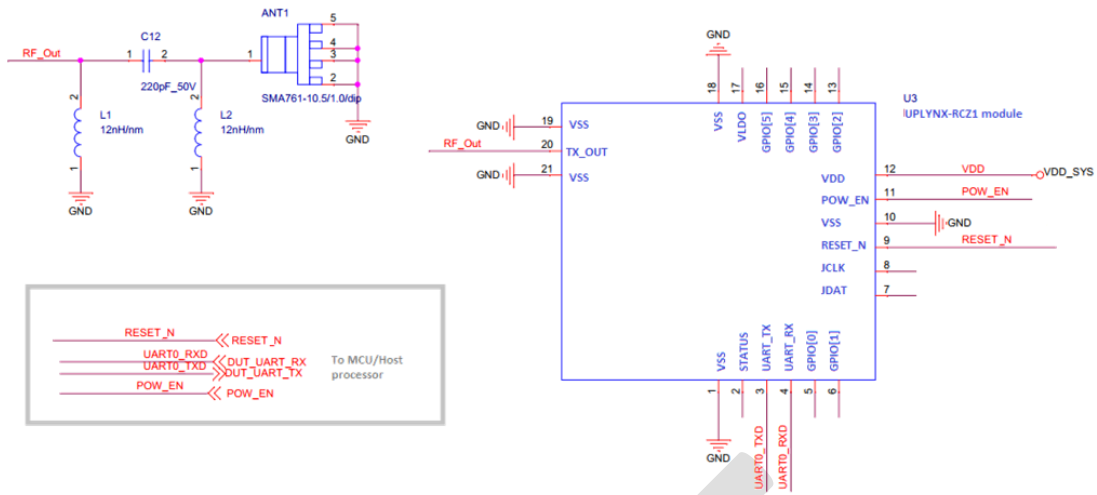 ANT1
5
4
3
2
1
SMA761-10.5/1.0/dip
GND
RF_Out
C12
1
2
220pF_50V
2
L1
12nH/nm
1
GND
2
L2
12nH/nm
1
GND
U3
UPLYNX-RCZ1 module
GND
18
17
16
15
14
13
VSS
VLDO
GPIO[5]
GPIO[4]
GPIO[3]
GPIO[2]
GND
19
VSS
RF_Out
20
TX_OUT
GND
21
VSS
VDD
12
VDD
VDD_SYS
POW_EN
11
POW_EN
VSS
10
GND
RESET_N
9
RESET_N
JCLK
8
JDAT
7
VSS
STATUS
UART_TX
UART_RX
GPIO[0]
GPIO[1]
1
2
3
4
5
6
GND
UART0_TXD
UART0_RXD
RESET_N
RESET_N
UART0_RXD
DUT_UART_RX
UART0_TXD
DUT_UART_TX
POW_EN
POW_EN
To MCU/Host
processor